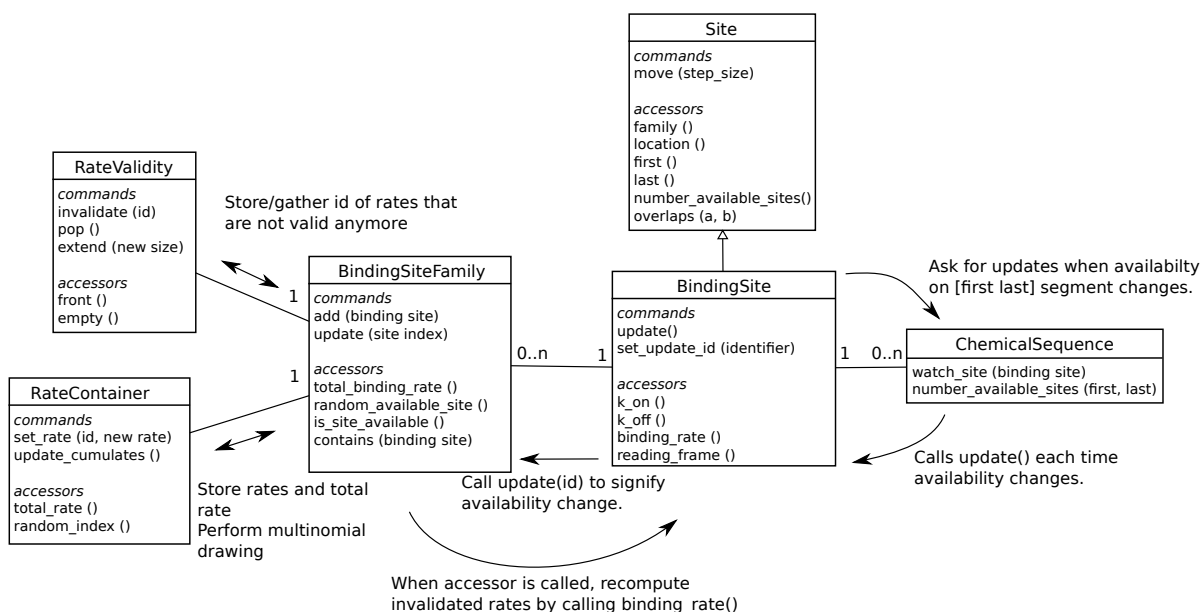 Site
commands
move (step_size)
accessors
family ()
location ()
first ()
last ()
number_available_sites()
overlaps (a, b)
RateValidity
commands
invalidate (id)
pop ()
extend (new size)
accessors
front ()
empty ()
Store/gather id of rates that
are not valid anymore
1
BindingSiteFamily
commands
add (binding site)
update (site index)
accessors
total_binding_rate ()
random_available_site ()
is_site_available ()
contains (binding site)
0..n
1
BindingSite
commands
update()
set_update_id (identifier)
accessors
k_on ()
k_off ()
binding_rate ()
reading_frame ()
Ask for updates when availabilty
on [first last] segment changes.
1
0..n
ChemicalSequence
watch_site (binding site)
number_available_sites (first, last)
Calls update() each time
availability changes.
RateContainer
commands
set_rate (id, new rate)
update_cumulates ()
accessors
total_rate ()
random_index ()
1
Store rates and total
rate
Perform multinomial
drawing
Call update(id) to signify
availability change.
When accessor is called, recompute
invalidated rates by calling binding_rate()